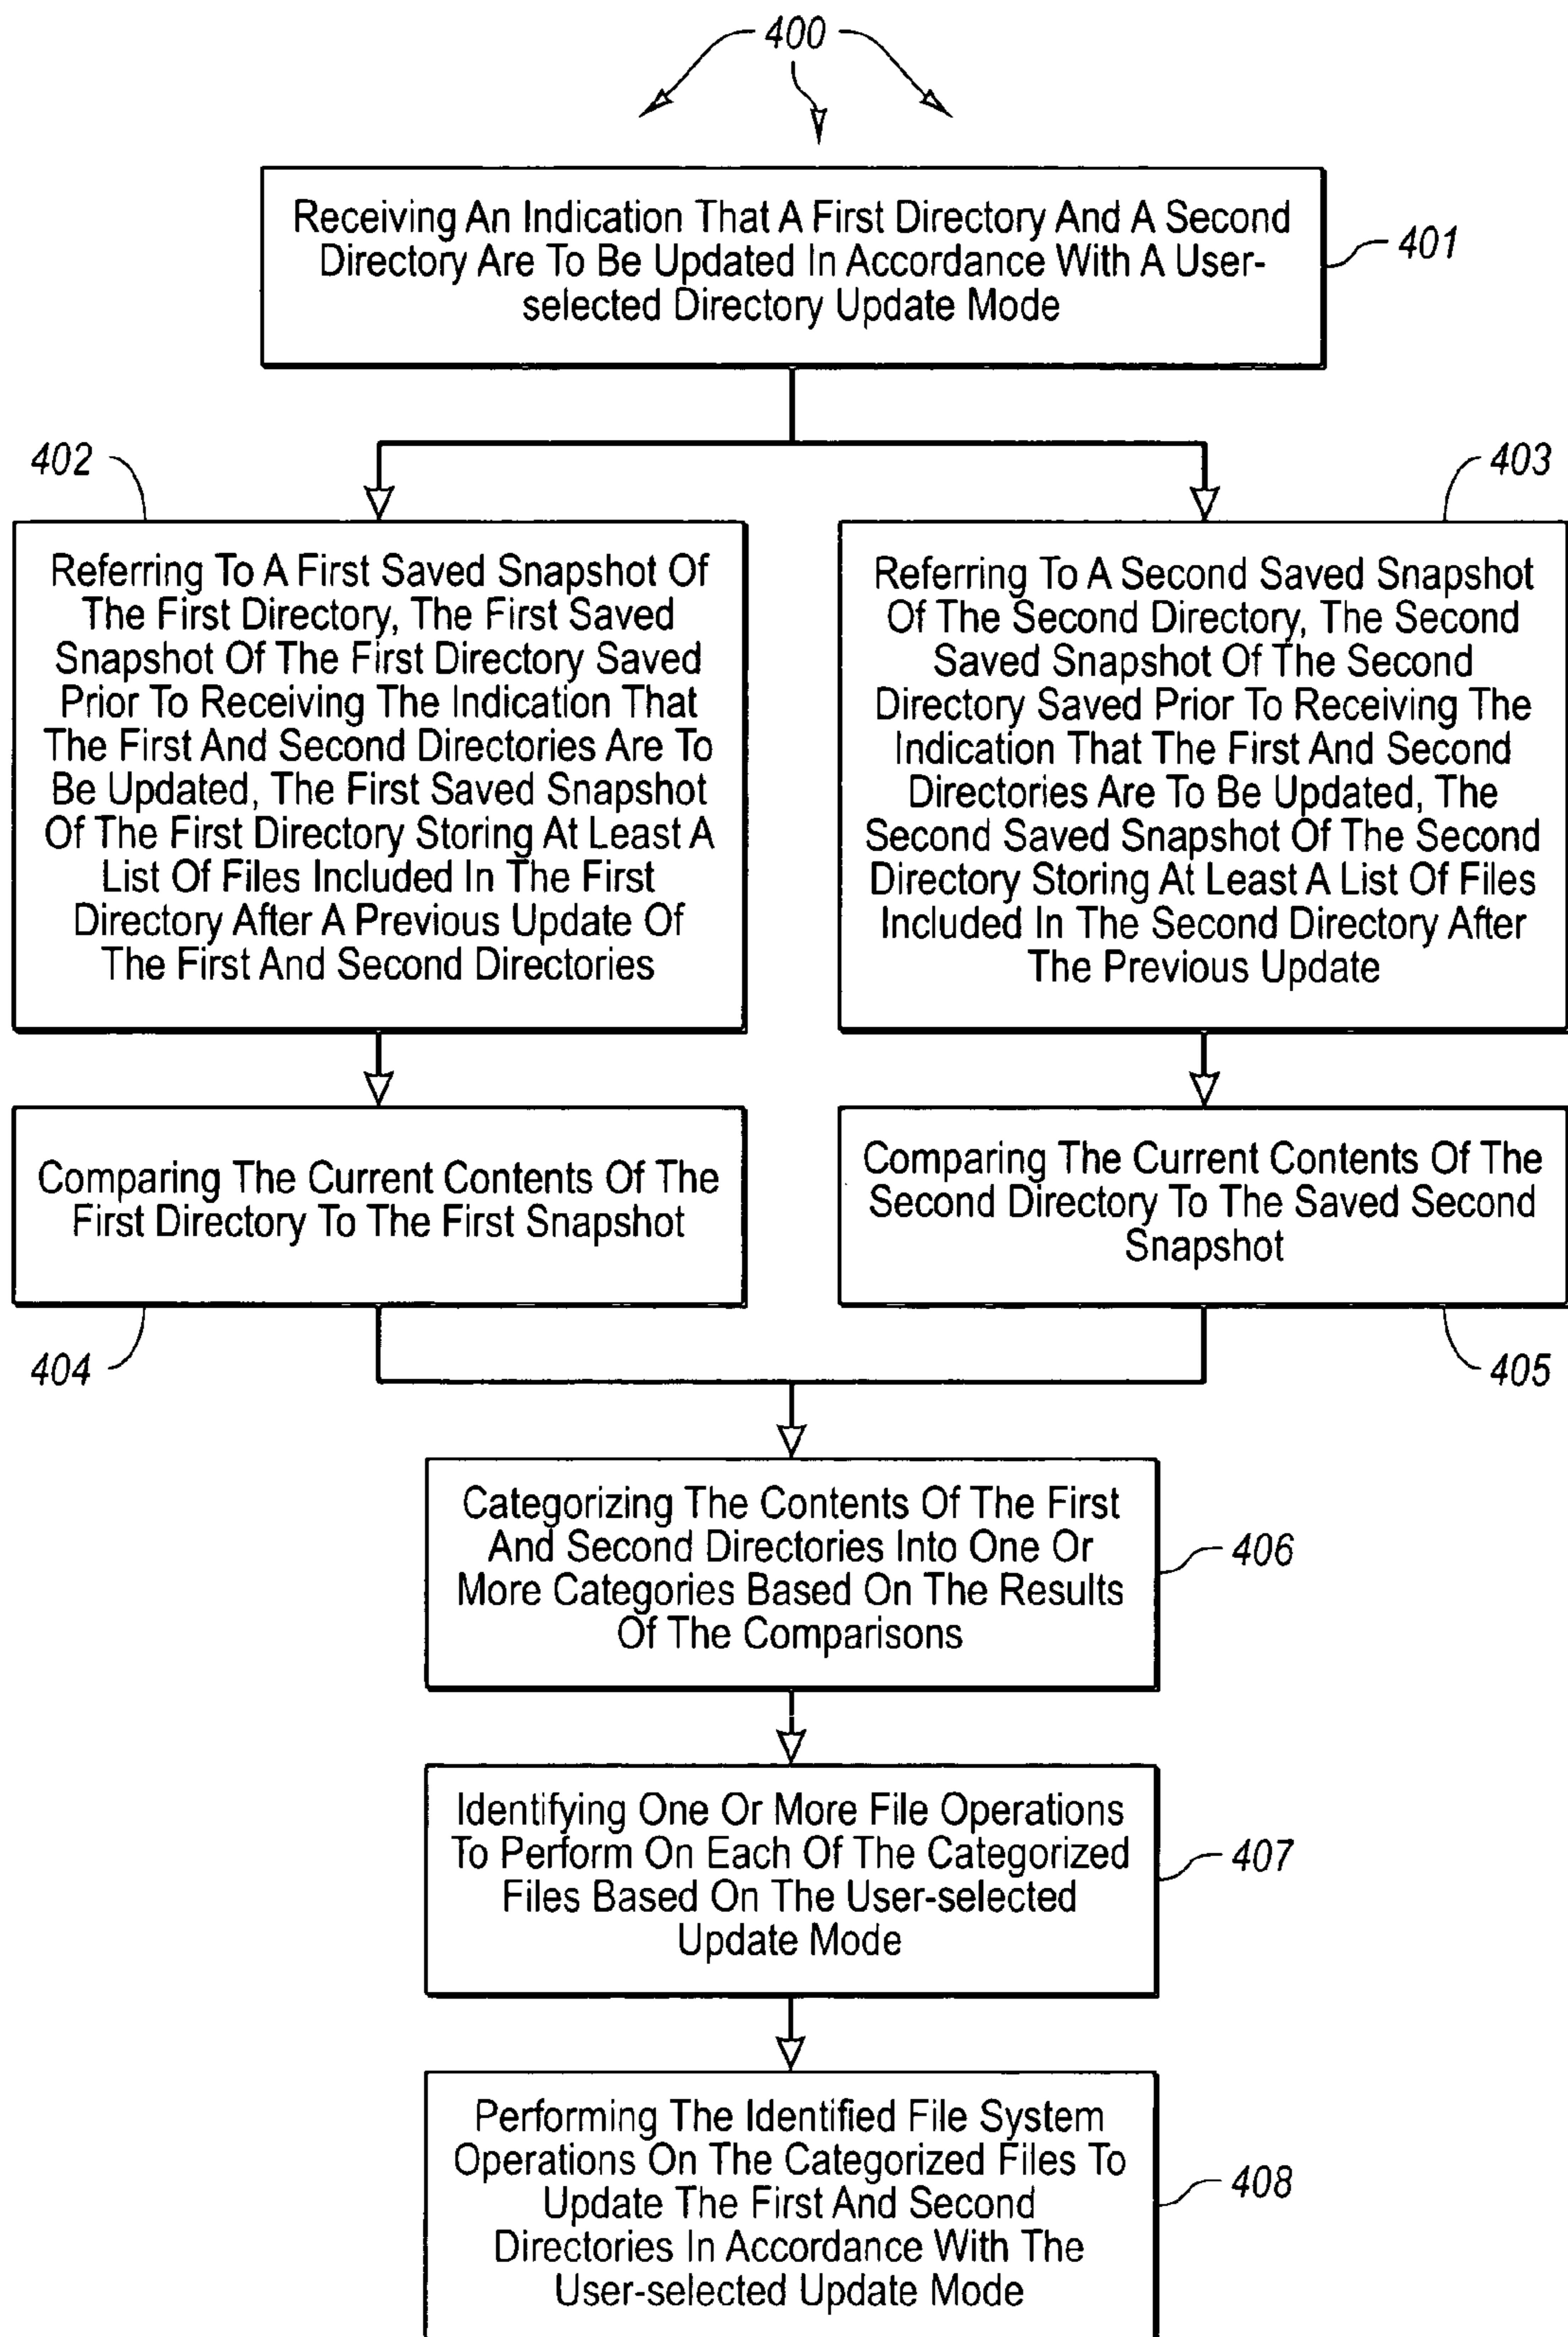 400
Receiving An Indication That A First Directory And A Second
Directory Are To Be Updated In Accordance With A User-
selected Directory Update Mode
401
402
Referring To A First Saved Snapshot Of
The First Directory, The First Saved
Snapshot Of The First Directory Saved
Prior To Receiving The Indication That
The First And Second Directories Are To
Be Updated, The First Saved Snapshot
Of The First Directory Storing At Least A
List Of Files Included In The First
Directory After A Previous Update Of
The First And Second Directories
403
Referring To A Second Saved Snapshot
Of The Second Directory, The Second
Saved Snapshot Of The Second
Directory Saved Prior To Receiving The
Indication That The First And Second
Directories Are To Be Updated, The
Second Saved Snapshot Of The Second
Directory Storing At Least A List Of Files
Included In The Second Directory After
The Previous Update
Comparing The Current Contents Of The
First Directory To The First Snapshot
404
Comparing The Current Contents Of The
Second Directory To The Saved Second
Snapshot
405
Categorizing The Contents Of The First
And Second Directories Into One Or
More Categories Based On The Results
Of The Comparisons
406
Identifying One Or More File Operations
To Perform On Each Of The Categorized
Files Based On The User-selected
Update Mode
407
Performing The Identified File System
Operations On The Categorized Files To
Update The First And Second
Directories In Accordance With The
User-selected Update Mode
408